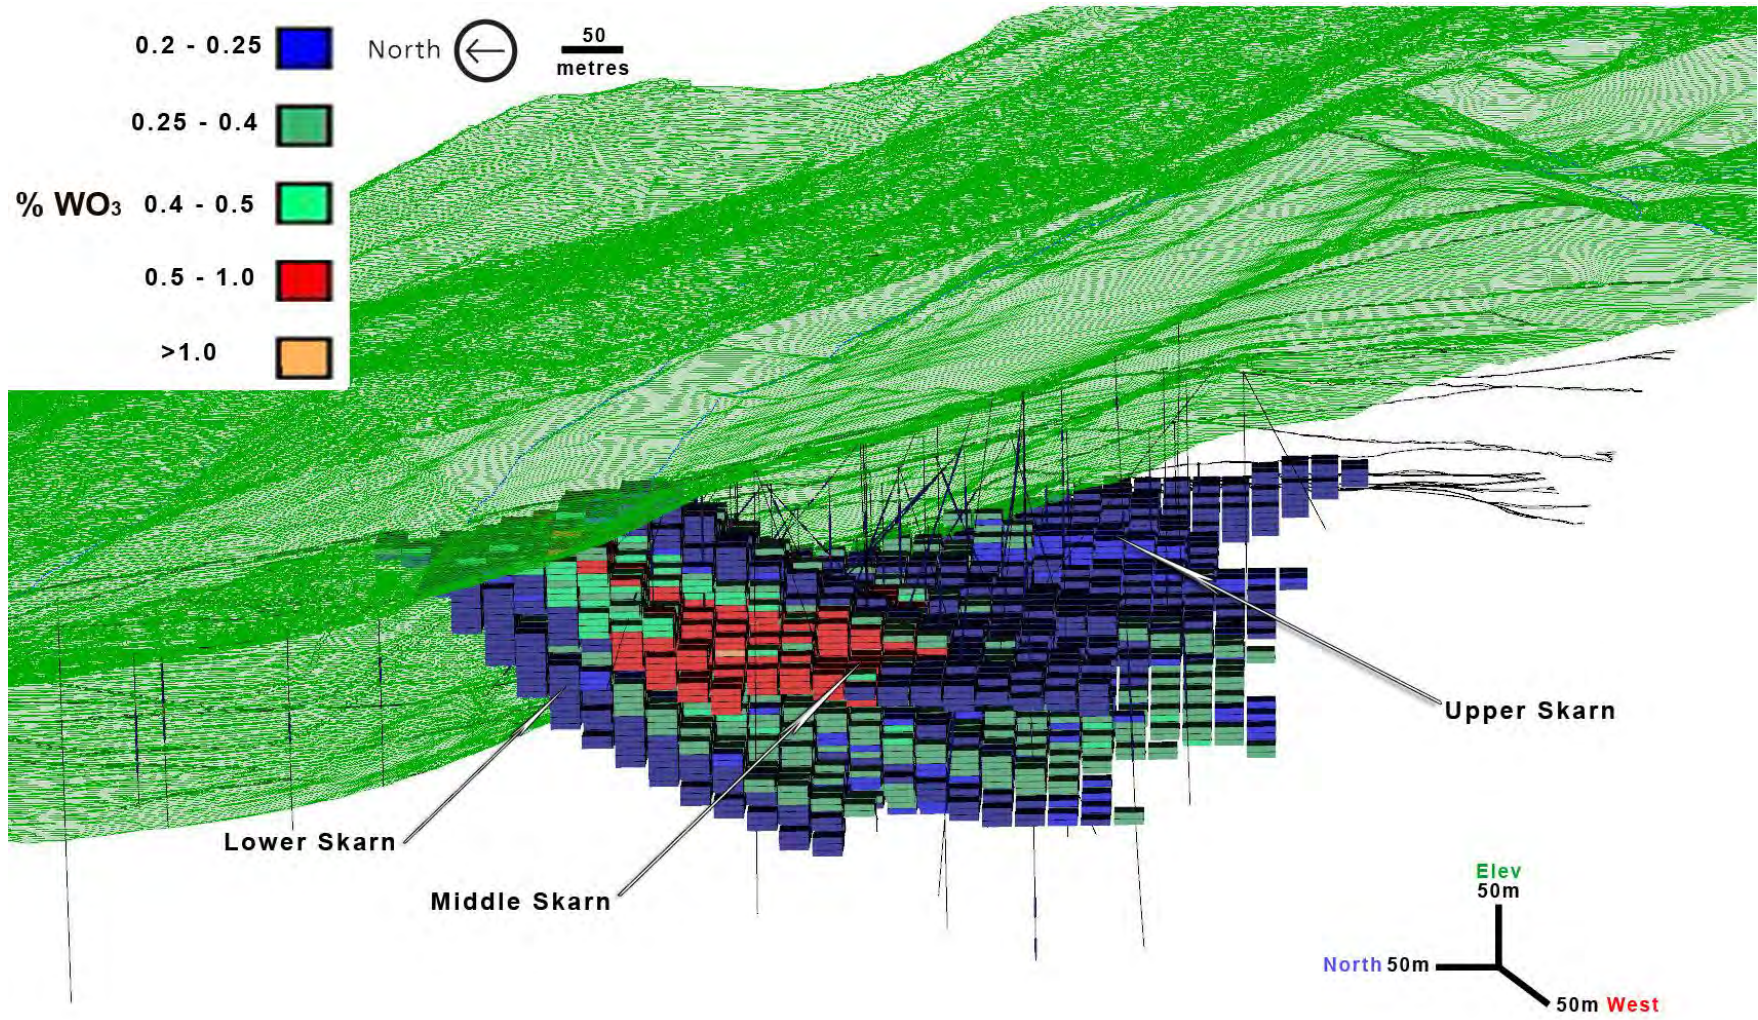 0.2 - 0.25
North
50
metres
0.25 - 0.4
% WO₃ 0.4 - 0.5
0.5 - 1.0
>1.0
Upper Skarn
Lower Skarn
Middle Skarn
Elev
50m
North 50m
50m West